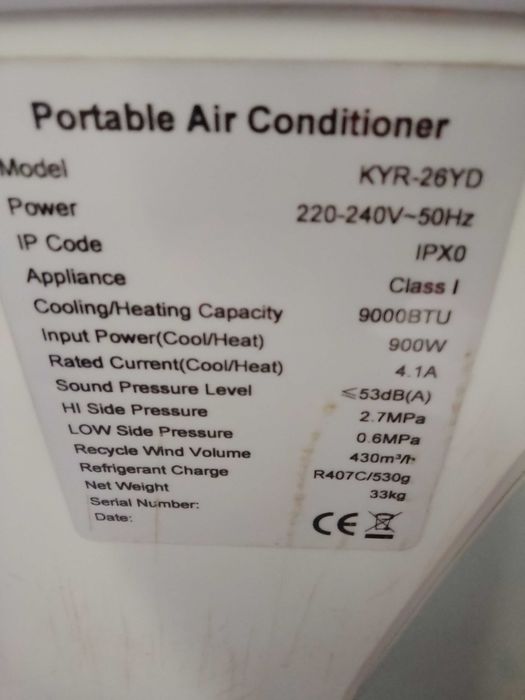 Portable Air Conditioner
Model KYR-26YD
Power 220-240V~50Hz
IP Code IPX0
Appliance Class I
Cooling/Heating Capacity 9000BTU
Input Power(Cool/Heat) 900W
Rated Current(Cool/Heat) 4.1A
Sound Pressure Level ≤53dB(A)
HI Side Pressure 2.7MPa
LOW Side Pressure 0.6MPa
Recycle Wind Volume 430m³/h
Refrigerant Charge R407C/530g
Net Weight 33kg
Serial Number:
Date:
CE